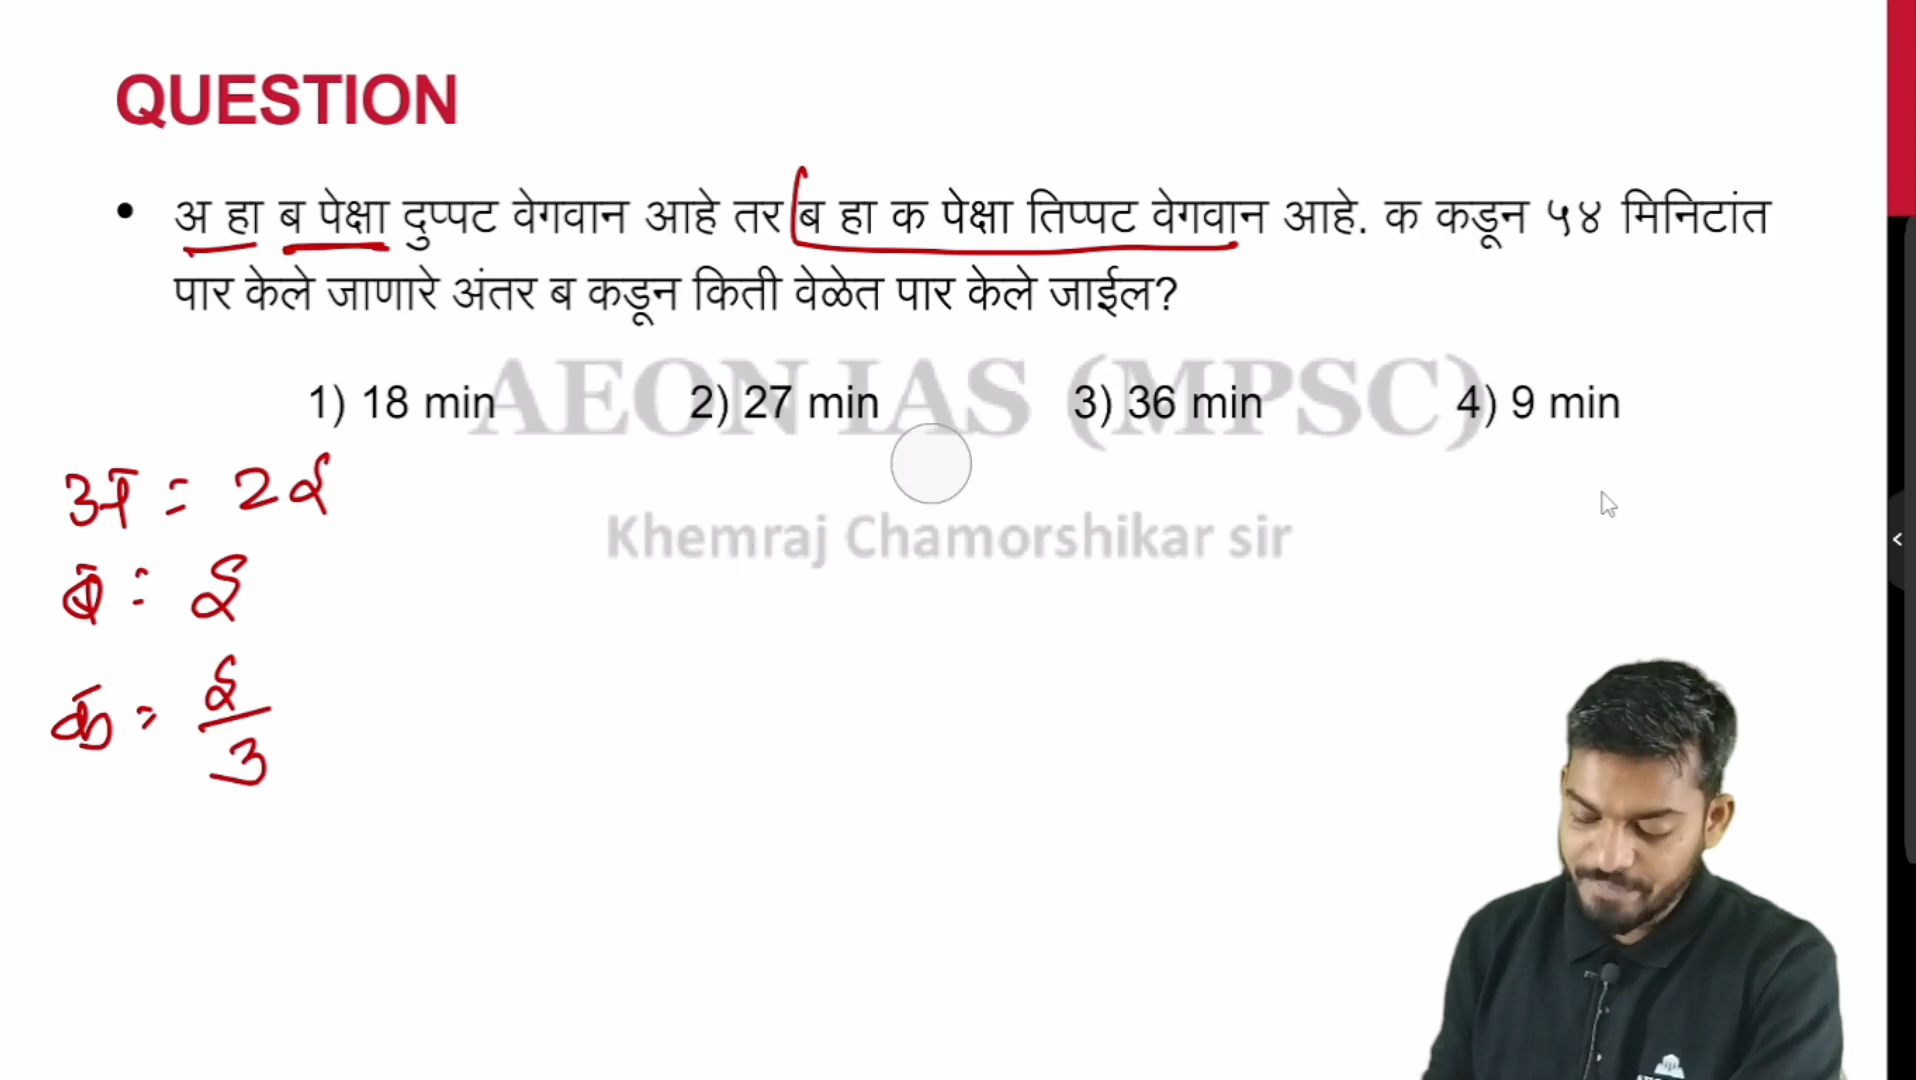 QUESTION
• अ हा ब पेक्षा दुप्पट वेगवान आहे तर ब हा क पेक्षा तिप्पट वेगवान आहे. क कडून ५४ मिनिटांत
पार केले जाणारे अंतर ब कडून किती वेळेत पार केले जाईल?
AEON IAS (MPSC)
1) 18 min 2) 27 min 3) 36 min 4) 9 min
Khemraj Chamorshikar sir
अ = 2S
ब = S
क = S/3